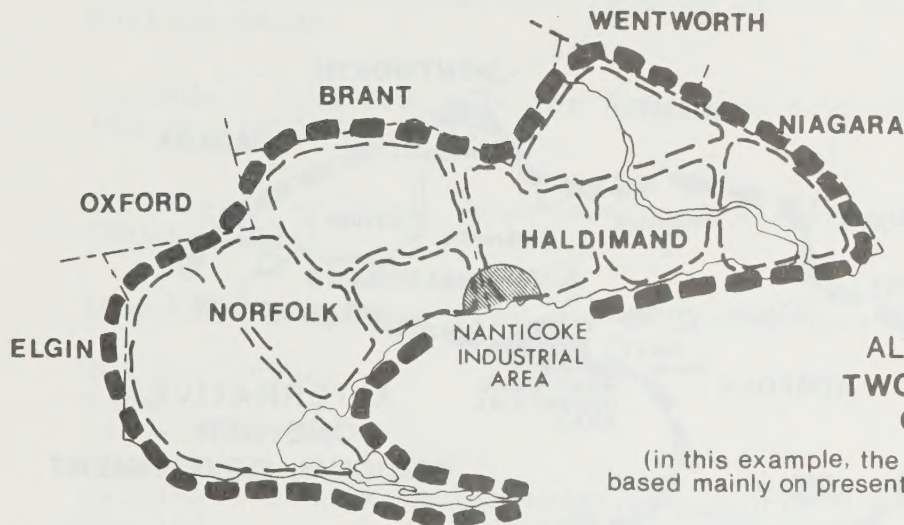 WENTWORTH
BRANT
NIAGARA
OXFORD
HALDIMAND
NORFOLK
ELGIN
NANTICOKE
INDUSTRIAL
AREA
AL
TWO
(in this example, the
based mainly on present